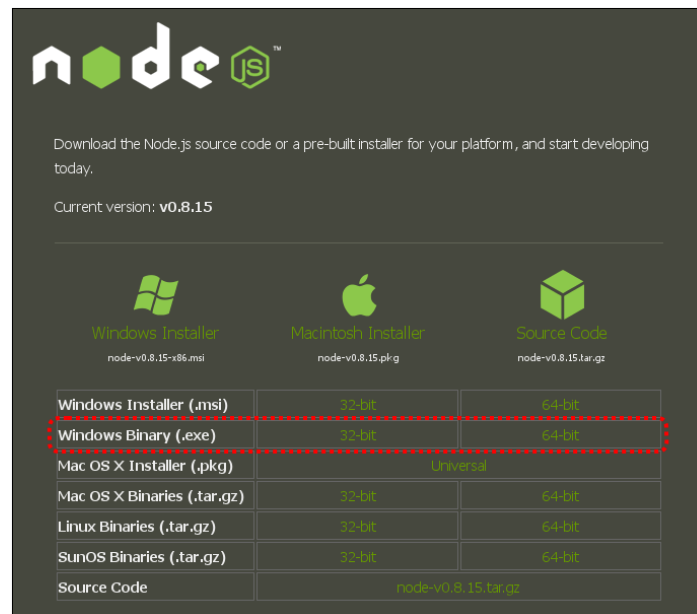 node JS™
Download the Node.js source code or a pre-built installer for your platform, and start developing
today.
Current version: v0.8.15
Windows Installer Macintosh Installer Source Code
node-v0.8.15-x86.msi node-v0.8.15.pkg node-v0.8.15.tar.gz
Windows Installer (.msi) 32-bit 64-bit
Windows Binary (.exe) 32-bit 64-bit
Mac OS X Installer (.pkg) Universal
Mac OS X Binaries (.tar.gz) 32-bit 64-bit
Linux Binaries (.tar.gz) 32-bit 64-bit
SunOS Binaries (.tar.gz) 32-bit 64-bit
Source Code node-v0.8.15.tar.gz